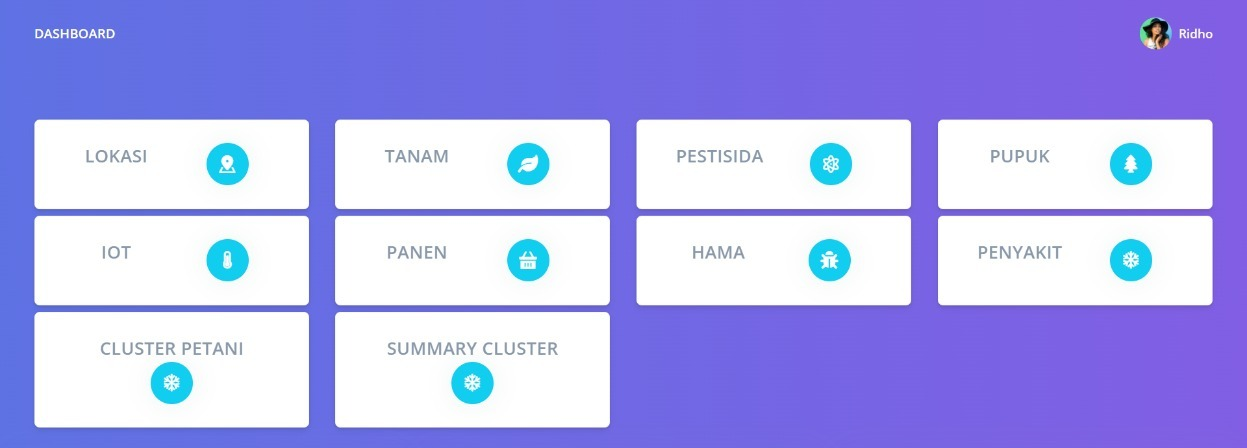 DASHBOARD
Ridho
LOKASI
TANAM
PESTISIDA
PUPUK
IOT
PANEN
HAMA
PENYAKIT
CLUSTER PETANI
SUMMARY CLUSTER